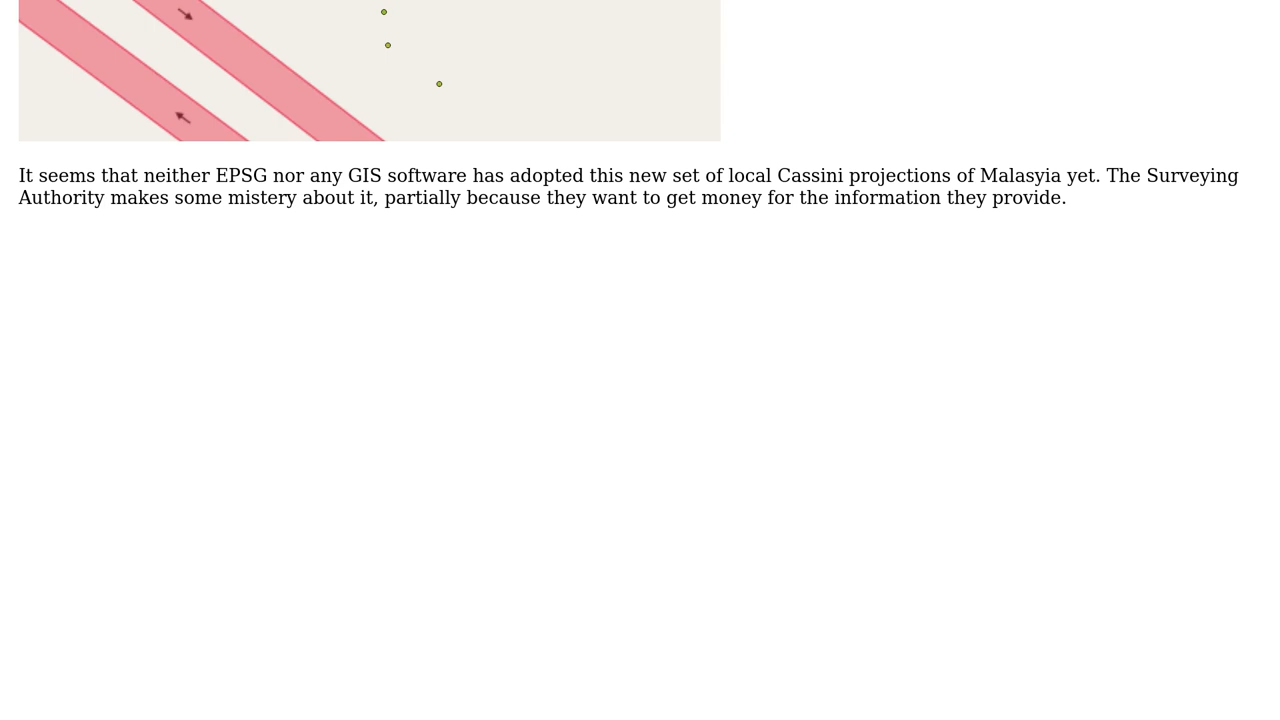 It seems that neither EPSG nor any GIS software has adopted this new set of local Cassini projections of Malasyia yet. The Surveying
Authority makes some mistery about it, partially because they want to get money for the information they provide.